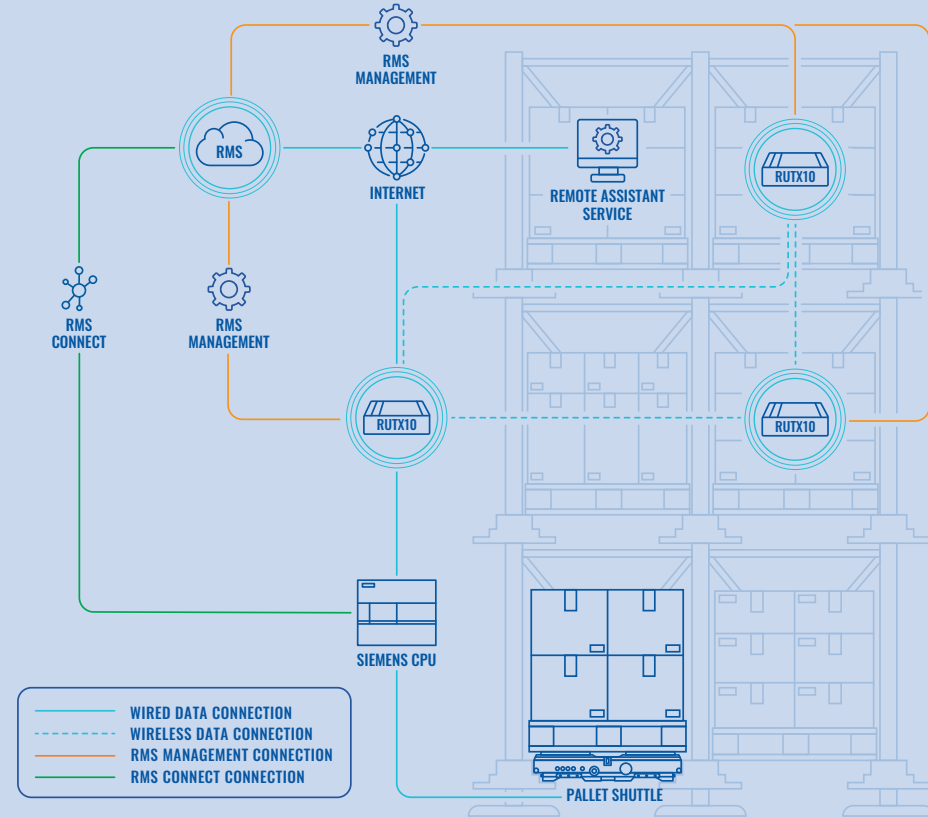 RMS
MANAGEMENT
RMS
INTERNET
REMOTE ASSISTANT
SERVICE
RUTX10
RMS
CONNECT
RMS
MANAGEMENT
RUTX10
RUTX10
SIEMENS CPU
WIRED DATA CONNECTION
WIRELESS DATA CONNECTION
RMS MANAGEMENT CONNECTION
RMS CONNECT CONNECTION
PALLET SHUTTLE